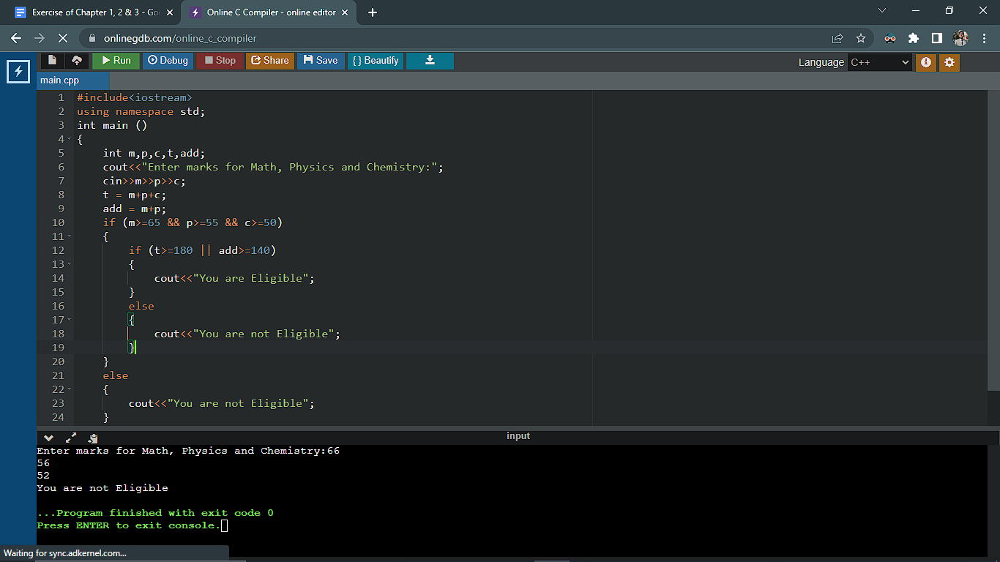 Exercise of Chapter 1, 2 & 3 - Go
Online C Compiler - online editor
onlinegdb.com/online_c_compiler
Run Debug Stop Share Save {} Beautify
Language C++
main.cpp
1 #include<iostream>
2 using namespace std;
3 int main ()
4 {
5 int m,p,c,t,add;
6 cout<<"Enter marks for Math, Physics and Chemistry:";
7 cin>>m>>p>>c;
8 t = m+p+c;
9 add = m+p;
10 if (m>=65 && p>=55 && c>=50)
11 {
12 if (t>=180 || add>=140)
13 {
14 cout<<"You are Eligible";
15 }
16 else
17 {
18 cout<<"You are not Eligible";
19 }
20 }
21 else
22 {
23 cout<<"You are not Eligible";
24 }
input
Enter marks for Math, Physics and Chemistry:66
56
52
You are not Eligible
...Program finished with exit code 0
Press ENTER to exit console.
Waiting for sync.adkernel.com...